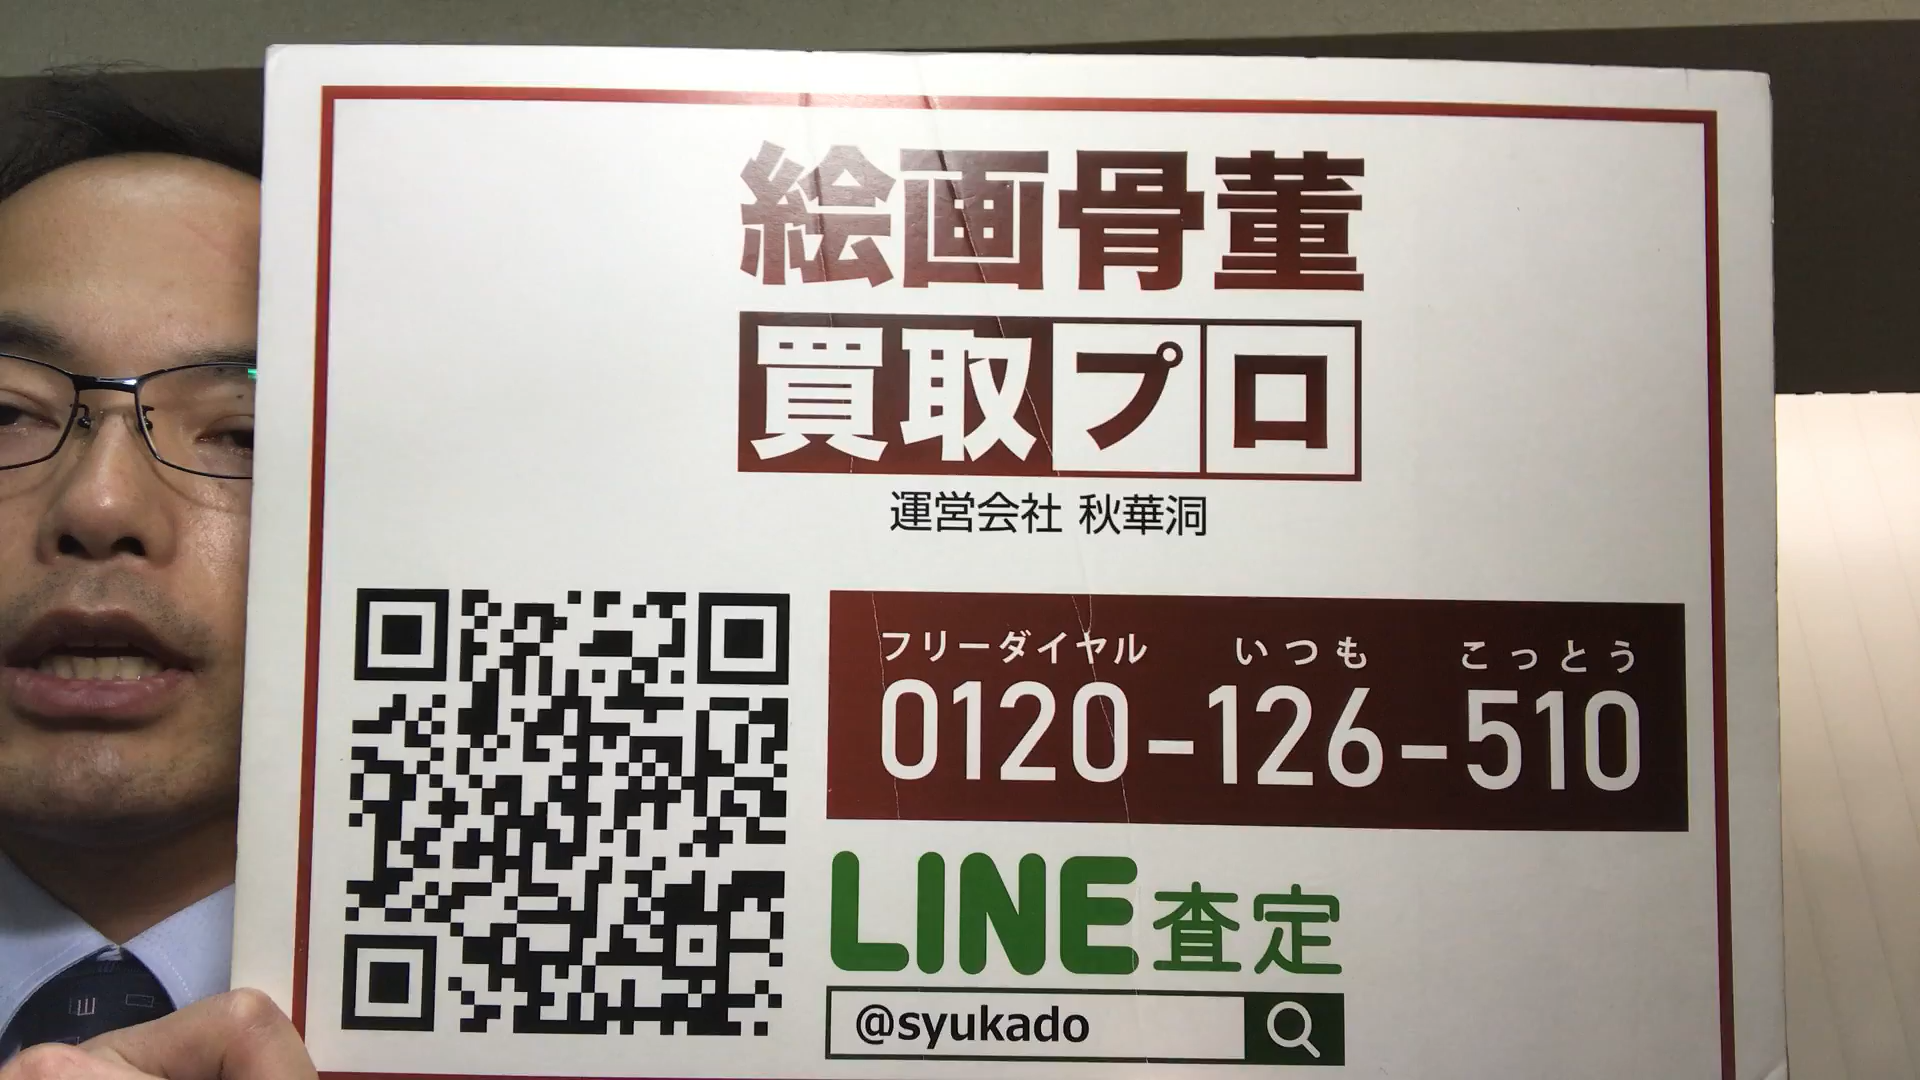 絵画骨董
買取プロ
運営会社 秋華洞
フリーダイヤル いつも こっとう
0120-126-510
LINE査定
@syukado